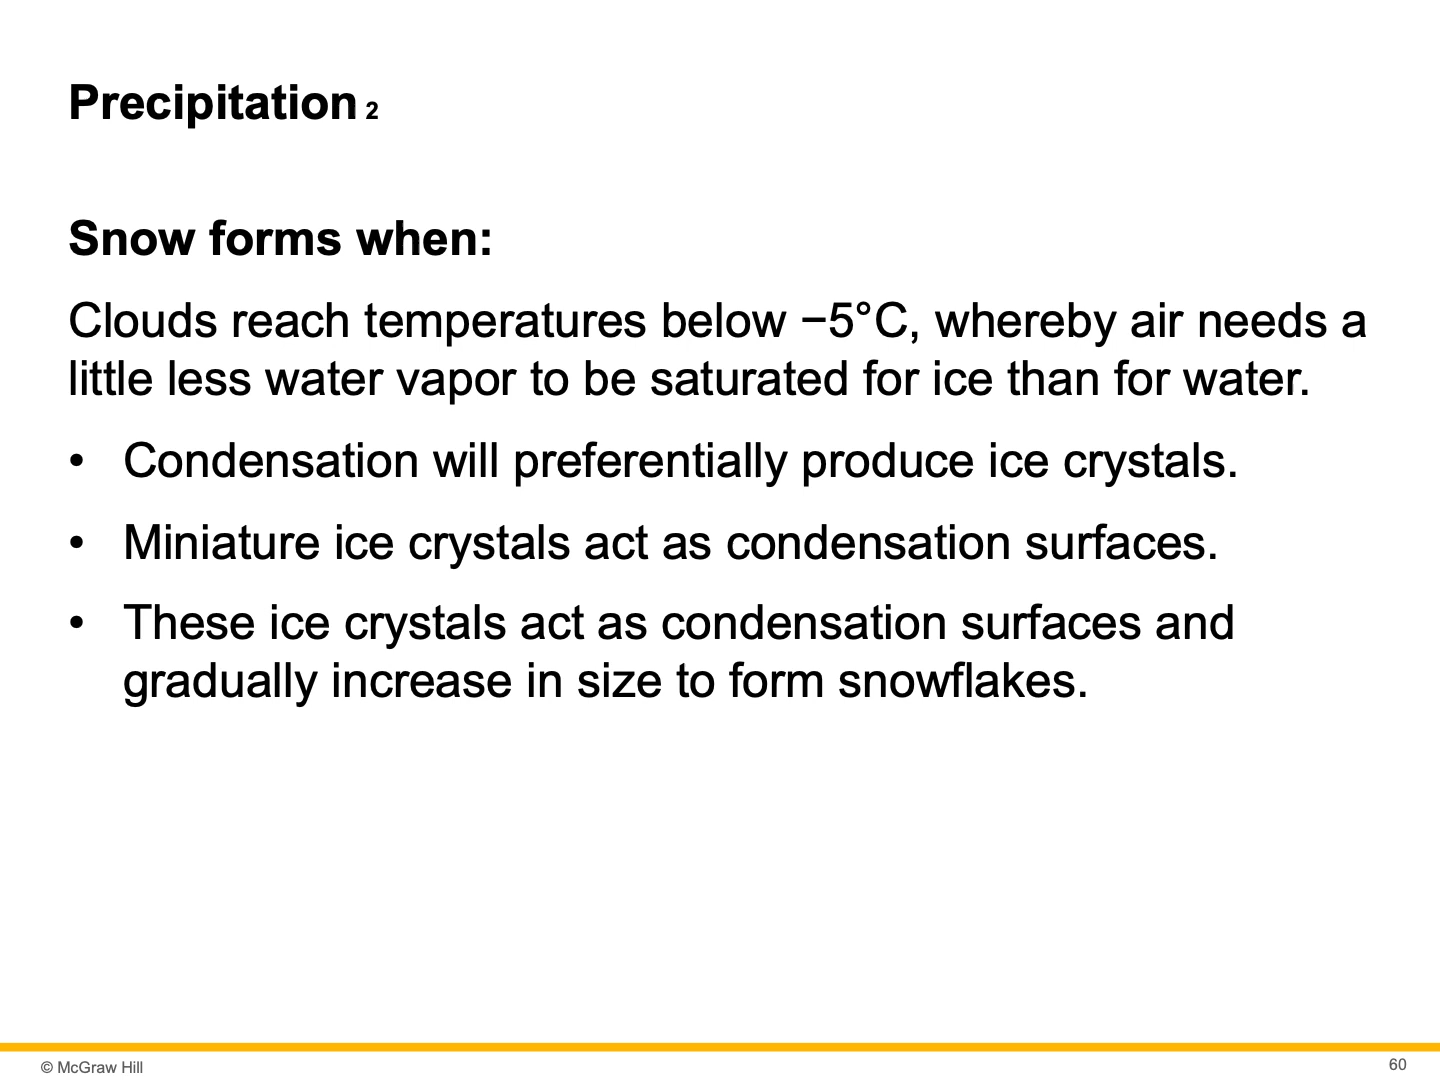 Precipitation 2
Snow forms when:
Clouds reach temperatures below −5°C, whereby air needs a
little less water vapor to be saturated for ice than for water.
• Condensation will preferentially produce ice crystals.
• Miniature ice crystals act as condensation surfaces.
• These ice crystals act as condensation surfaces and
gradually increase in size to form snowflakes.
© McGraw Hill
60